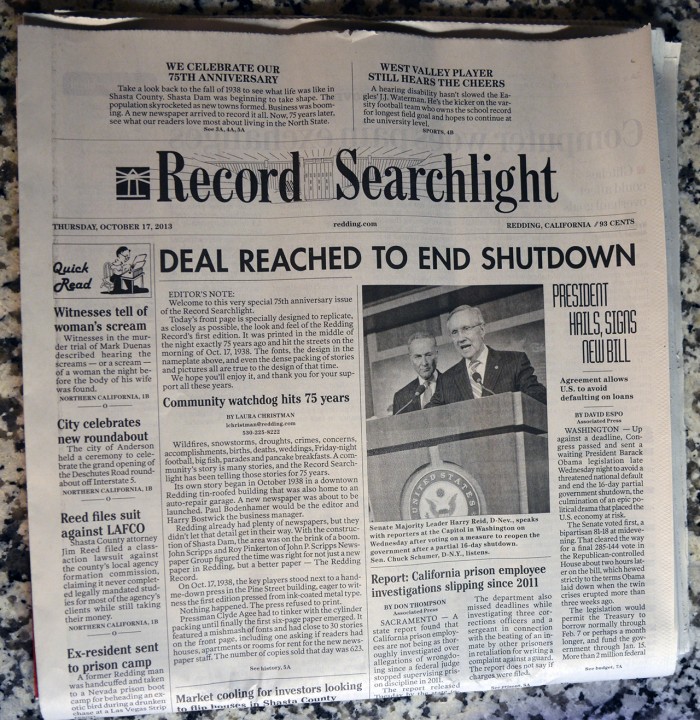 WE CELEBRATE OUR
75TH ANNIVERSARY
Take a look back to the fall of 1938 to see what life was like in
Shasta County. Shasta Dam was beginning to take shape. The
population skyrocketed as new towns formed. Business was boom-
ing. A new newspaper arrived to record it all. Now, 75 years later,
see what our readers love most about living in the North State.
See 3A, 4A, 5A
WEST VALLEY PLAYER
STILL HEARS THE CHEERS
A hearing disability hasn't slowed the Ea-
gles' J.J. Waterman. He's the kicker on the var-
sity football team who owns the school record
for longest field goal and hopes to continue at
the university level.
SPORTS, 4B
Record Searchlight
THURSDAY, OCTOBER 17, 2013
redding.com
REDDING, CALIFORNIA / 93 CENTS
Quick
Read
Witnesses tell of
woman's scream
Witnesses in the mur-
der trial of Mark Duenas
described hearing the
screams — or a scream —
of a woman the night be-
fore the body of his wife
was found.
NORTHERN CALIFORNIA, 1B
City celebrates
new roundabout
The city of Anderson
held a ceremony to cele-
brate the grand opening of
the Deschutes Road round-
about off Interstate 5.
NORTHERN CALIFORNIA, 1B
Reed files suit
against LAFCO
Shasta County attorney
Jim Reed filed a class-
action lawsuit against
the county's local agency
formation commission,
claiming it never complet-
ed legally mandated stud-
ies for most of the agency's
clients while still taking
their money.
NORTHERN CALIFORNIA, 1B
Ex-resident sent
to prison camp
A former Redding man
was handcuffed and taken
to a Nevada prison boot
camp for beheading an ex-
otic bird during a drunken
chase at a Las Vegas Strip
DEAL REACHED TO END SHUTDOWN
EDITOR'S NOTE:
Welcome to this very special 75th anniversary issue
of the Record Searchlight.
Today's front page is specially designed to replicate,
as closely as possible, the look and feel of the Redding
Record's first edition. It was printed in the middle of
the night exactly 75 years ago and hit the streets on the
morning of Oct. 17, 1938. The fonts, the design in the
nameplate above, and even the dense packing of stories
and pictures all are true to the design of that time.
We hope you'll enjoy it, and thank you for your sup-
port all these years.
Community watchdog hits 75 years
BY LAURA CHRISTMAN
lchristman@redding.com
530-225-8222
Wildfires, snowstorms, droughts, crimes, concerns,
accomplishments, births, deaths, weddings, Friday-night
football, big fish, parades and pancake breakfasts. A com-
munity's story is many stories, and the Record Search-
light has been telling those stories for 75 years.
Its own story began in October 1938 in a downtown
Redding tin-roofed building that was also home to an
auto-repair garage. A new newspaper was about to be
launched. Paul Bodenhamer would be the editor and
Harry Bostwick the business manager.
Redding already had plenty of newspapers, but they
didn't let that detail get in their way. With the construc-
tion of Shasta Dam, the area was on the brink of a boom.
John Scripps and Roy Pinkerton of John P. Scripps News-
paper Group figured the time was right for not just a new
paper in Redding, but a better paper — The Redding
Record.
On Oct. 17, 1938, the key players stood next to a hand-
me-down press in the Pine Street building, eager to wit-
ness the first edition pressed from ink-coated metal type.
Nothing happened. The press refused to print.
Pressman Clyde Agee had to tinker with the cylinder
packing until finally the first six-page paper emerged. It
featured a mishmash of fonts and had close to 30 stories
on the front page, including one asking if readers had
houses, apartments or rooms for rent for the new news-
paper staff. The number of copies sold that day was 623.
See history, 5A
Market cooling for investors looking
to flip houses in Shasta County
Senate Majority Leader Harry Reid, D-Nev., speaks
with reporters at the Capitol in Washington on
Wednesday after voting on a measure to reopen the
government after a partial 16-day shutdown.
Sen. Chuck Schumer, D-N.Y., listens.
Report: California prison employee
investigations slipping since 2011
BY DON THOMPSON
Associated Press
SACRAMENTO — A
state report found that
California prison employ-
ees are not being as thor-
oughly investigated over
allegations of wrongdo-
ing since a federal judge
stopped supervising pris-
on discipline in 2011.
The report released
The department also
missed deadlines while
investigating three cor-
rections officers and a
sergeant in connection
with the beating of an in-
mate by other prisoners
in retaliation for writing a
complaint against a guard.
The report does not say if
charges were filed.
PRESIDENT
HAILS, SIGNS
NEW BILL
Agreement allows
U.S. to avoid
defaulting on loans
BY DAVID ESPO
Associated Press
WASHINGTON — Up
against a deadline, Con-
gress passed and sent a
waiting President Barack
Obama legislation late
Wednesday night to avoid a
threatened national default
and end the 16-day partial
government shutdown, the
culmination of an epic po-
litical drama that placed the
U.S. economy at risk.
The Senate voted first, a
bipartisan 81-18 at mideve-
ning. That cleared the way
for a final 285-144 vote in
the Republican-controlled
House about two hours lat-
er on the bill, which hewed
strictly to the terms Obama
laid down when the twin
crises erupted more than
three weeks ago.
The legislation would
permit the Treasury to
borrow normally through
Feb. 7 or perhaps a month
longer, and fund the gov-
ernment through Jan. 15.
More than 2 million federal
See budget, 7A